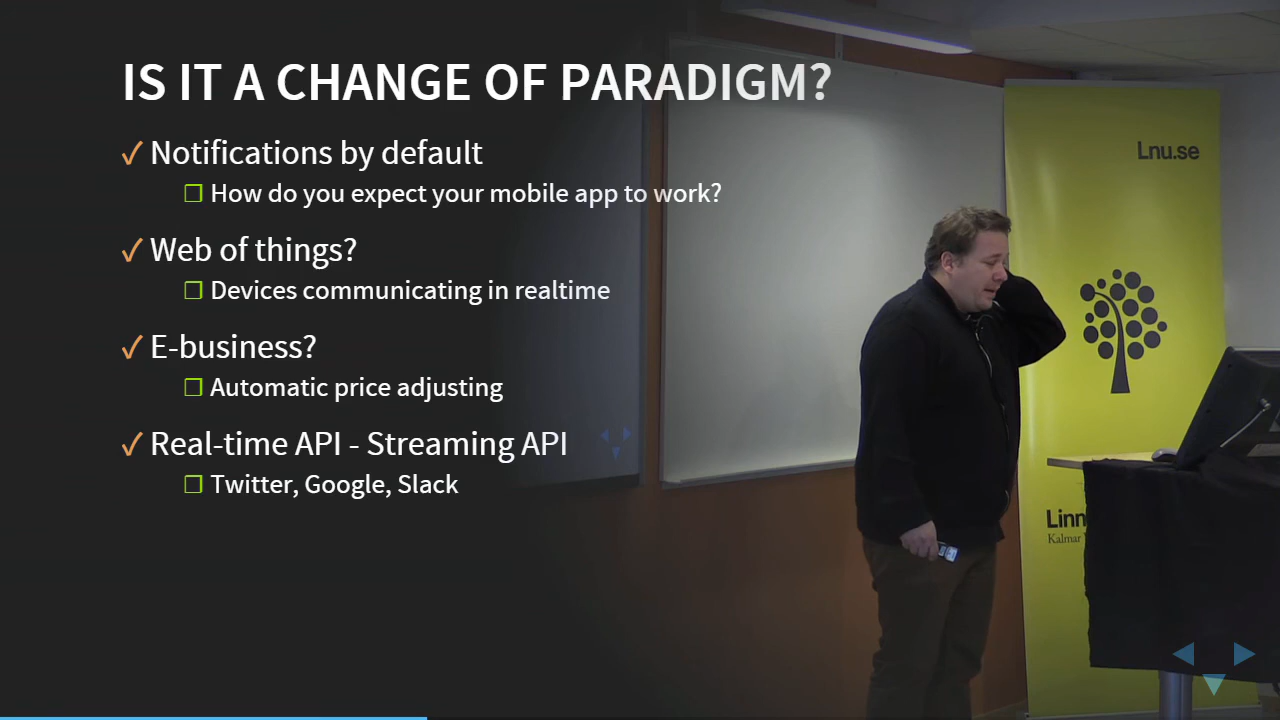 IS IT A CHANGE OF PARADIGM?
✓ Notifications by default
❒ How do you expect your mobile app to work?
✓ Web of things?
❒ Devices communicating in realtime
✓ E-business?
❒ Automatic price adjusting
✓ Real-time API - Streaming API
❒ Twitter, Google, Slack
Lnu.se
Linn
Kalmar